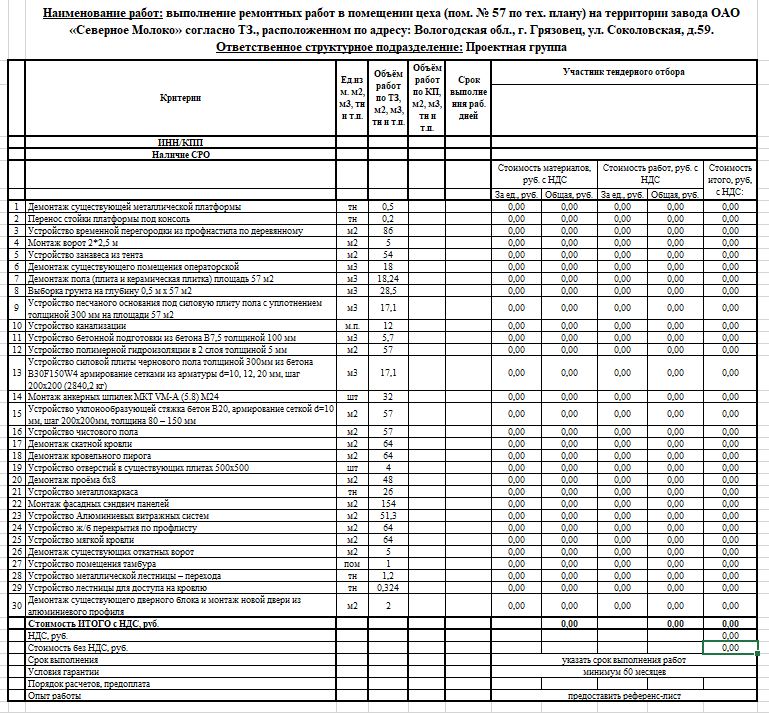 Наименование работ: выполнение ремонтных работ в помещении цеха (пом. № 57 по тех. плану) на территории завода ОАО
«Северное Молоко» согласно ТЗ., расположенном по адресу: Вологодская обл., г. Грязовец, ул. Соколовская, д.59.
Ответственное структурное подразделение: Проектная группа
Критерии Ед.из м. м2, м3, тн и т.п. Объём работ по ТЗ, м2, м3, тн и т.п. Объём работ по КП, м2, м3, тн и т.п. Срок выполне ния раб. дней Участник тендерного отбора
ИНН/КПП
Наличие СРО
Стоимость материалов, руб. с НДС Стоимость работ, руб. с НДС Стоимость итого, руб, с НДС:
За ед., руб. Общая, руб. За ед., руб. Общая, руб.
1 Демонтаж существующей металлической платформы тн 0,5 0,00 0,00 0,00 0,00 0,00
2 Перенос стойки платформы под консоль тн 0,2 0,00 0,00 0,00 0,00 0,00
3 Устройство временной перегородки из профнастила по деревянному м2 86 0,00 0,00 0,00 0,00 0,00
4 Монтаж ворот 2*2,5 м м2 5 0,00 0,00 0,00 0,00 0,00
5 Устройство занавеса из тента м2 54 0,00 0,00 0,00 0,00 0,00
6 Демонтаж существующего помещения операторской м3 18 0,00 0,00 0,00 0,00 0,00
7 Демонтаж пола (плита и керамическая плитка) площадь 57 м2 м3 18,24 0,00 0,00 0,00 0,00 0,00
8 Выборка грунта на глубину 0,5 м х 57 м2 м3 28,5 0,00 0,00 0,00 0,00 0,00
9 Устройство песчаного основания под силовую плиту пола с уплотнением
толщиной 300 мм на площади 57 м2 м3 17,1 0,00 0,00 0,00 0,00 0,00
10 Устройство канализации м.п. 12 0,00 0,00 0,00 0,00 0,00
11 Устройство бетонной подготовки из бетона В7,5 толщиной 100 мм м3 5,7 0,00 0,00 0,00 0,00 0,00
12 Устройство полимерной гидроизоляции в 2 слоя толщиной 5 мм м2 57 0,00 0,00 0,00 0,00 0,00
13 Устройство силовой плиты чернового пола толщиной 300мм из бетона
В30F150W4 армирование сетками из арматуры d=10, 12, 20 мм, шаг
200х200 (2840,2 кг) м3 17,1 0,00 0,00 0,00 0,00 0,00
14 Монтаж анкерных шпилек МКТ VM-A (5.8) М24 шт 32 0,00 0,00 0,00 0,00 0,00
15 Устройство уклонообразующей стяжка бетон В20, армирование сеткой d=10
мм, шаг 200х200мм, толщина 80 – 150 мм м2 57 0,00 0,00 0,00 0,00 0,00
16 Устройство чистового пола м2 57 0,00 0,00 0,00 0,00 0,00
17 Демонтаж скатной кровли м2 64 0,00 0,00 0,00 0,00 0,00
18 Демонтаж кровельного пирога м2 64 0,00 0,00 0,00 0,00 0,00
19 Устройство отверстий в существующих плитах 500х500 шт 4 0,00 0,00 0,00 0,00 0,00
20 Демонтаж проёма 6х8 м2 48 0,00 0,00 0,00 0,00 0,00
21 Устройство металлокаркаса тн 26 0,00 0,00 0,00 0,00 0,00
22 Монтаж фасадных сэндвич панелей м2 154 0,00 0,00 0,00 0,00 0,00
23 Устройство Алюминиевых витражных систем м2 51,3 0,00 0,00 0,00 0,00 0,00
24 Устройство ж/б перекрытия по профлисту м2 64 0,00 0,00 0,00 0,00 0,00
25 Устройство мягкой кровли м2 64 0,00 0,00 0,00 0,00 0,00
26 Демонтаж существующих откатных ворот м2 5 0,00 0,00 0,00 0,00 0,00
27 Устройство помещения тамбура пом 1 0,00 0,00 0,00 0,00 0,00
28 Устройство металлической лестницы – перехода тн 1,2 0,00 0,00 0,00 0,00 0,00
29 Устройство лестницы для доступа на кровлю тн 0,324 0,00 0,00 0,00 0,00 0,00
30 Демонтаж существующего дверного блока и монтаж новой двери из
алюминиевого профиля м2 2 0,00 0,00 0,00 0,00 0,00
Стоимость ИТОГО с НДС, руб. 0,00 0,00 0,00
НДС, руб. 0,00
Стоимость без НДС, руб. 0,00
Срок выполнения указать срок выполнения работ
Условия гарантии минимум 60 месяцев
Порядок расчетов, предоплата
Опыт работы предоставить референс-лист